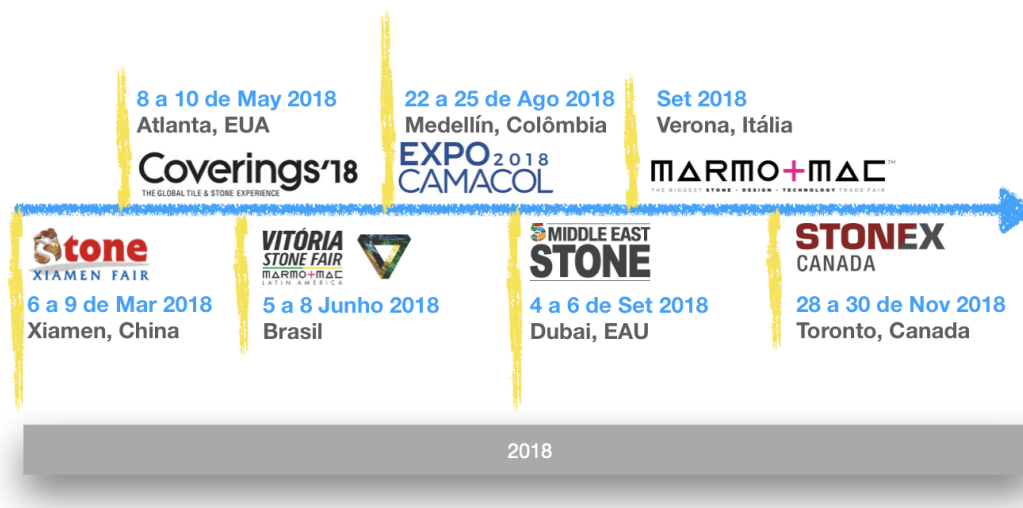 8 a 10 de May 2018
Atlanta, EUA
Coverings'18
THE GLOBAL TILE & STONE EXPERIENCE
22 a 25 de Ago 2018
Medellín, Colômbia
EXPO 2018
CAMACOL
Set 2018
Verona, Itália
MARMO+MAC™
THE BIGGEST STONE • DESIGN • TECHNOLOGY TRADE FAIR
Stone
XIAMEN FAIR
6 a 9 de Mar 2018
Xiamen, China
VITÓRIA
STONE FAIR
MARMO+MAC
LATIN AMERICA
5 a 8 Junho 2018
Brasil
5 MIDDLE EAST
STONE
4 a 6 de Set 2018
Dubai, EAU
STONEX
CANADA
28 a 30 de Nov 2018
Toronto, Canada
2018